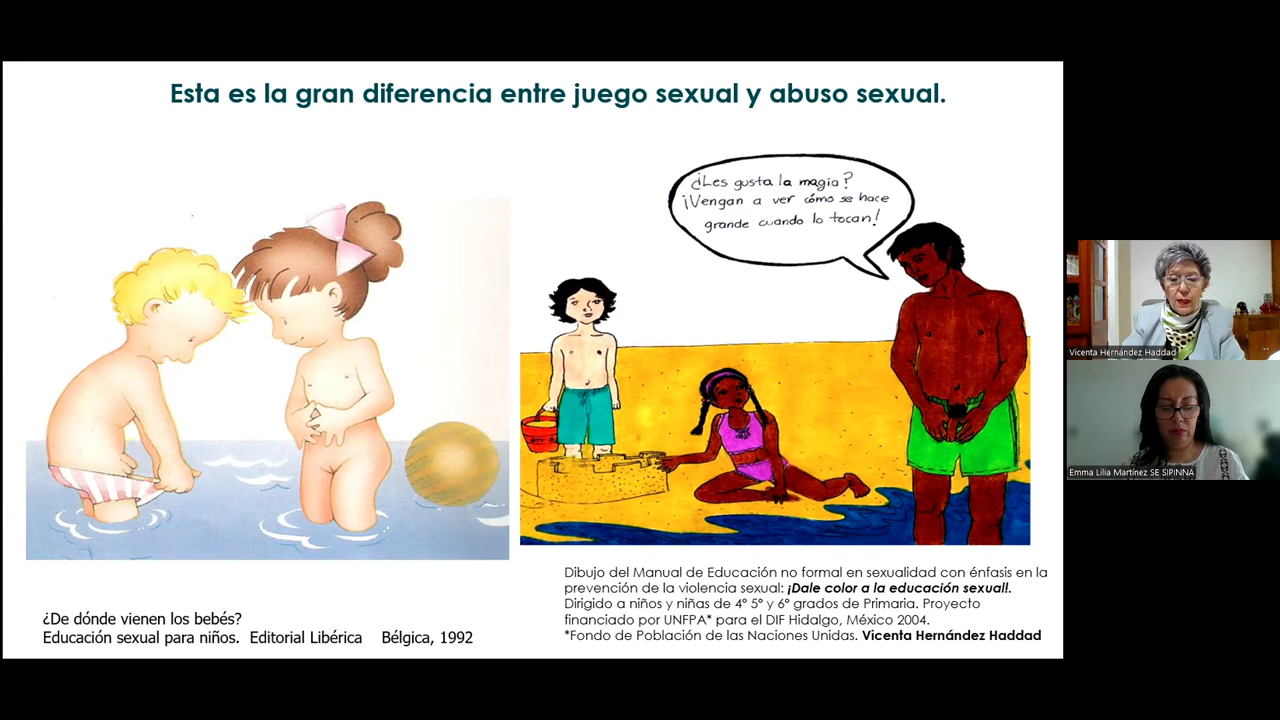 Esta es la gran diferencia entre juego sexual y abuso sexual.
¿Les gusta la magia?
¡Vengan a ver cómo se hace
grande cuando lo tocan!
Vicenta Hernández Haddad
Emma Lilia Martínez SE SIPINNA
¿De dónde vienen los bebés?
Educación sexual para niños. Editorial Libérica Bélgica, 1992
Dibujo del Manual de Educación no formal en sexualidad con énfasis en la
prevención de la violencia sexual: ¡Dale color a la educación sexual!.
Dirigido a niños y niñas de 4º 5º y 6º grados de Primaria. Proyecto
financiado por UNFPA* para el DIF Hidalgo, México 2004.
*Fondo de Población de las Naciones Unidas. Vicenta Hernández Haddad